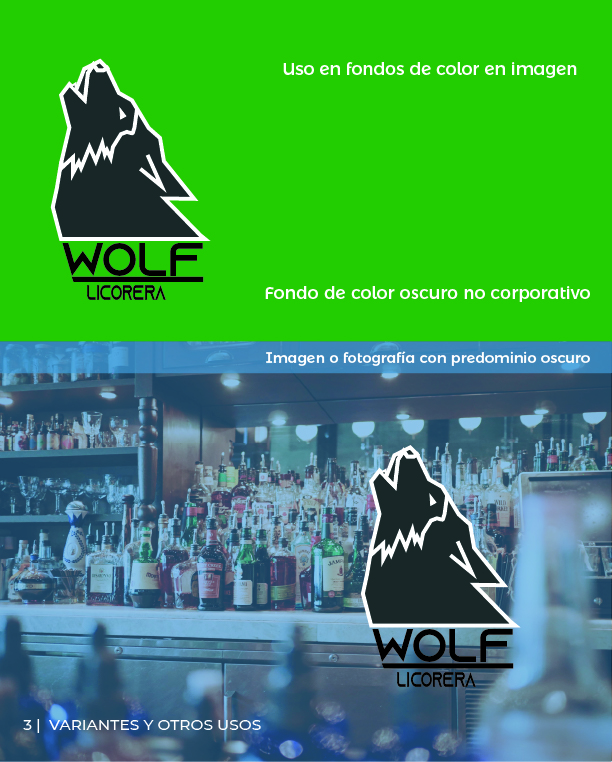 Uso en fondos de color en imagen
WOLF
LICORERA
Fondo de color oscuro no corporativo
Imagen o fotografía con predominio oscuro
WOLF
LICORERA
3 | VARIANTES Y OTROS USOS